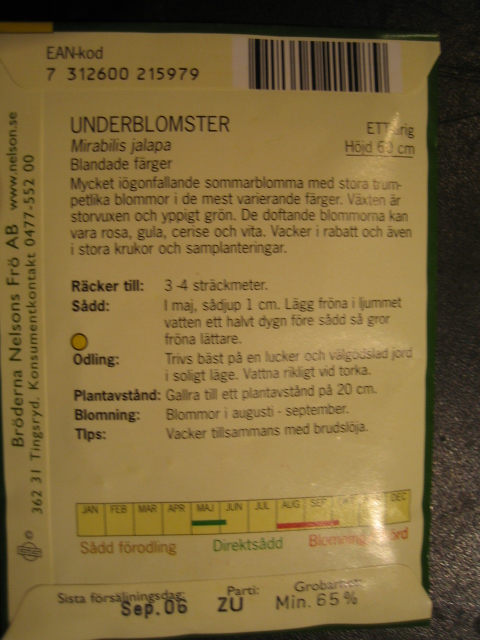 EAN-kod
7 312600 215979
UNDERBLOMSTER
ETTårig
Mirabilis jalapa
Höjd 60 cm
Blandade färger
Mycket iögonfallande sommarblomma med stora trum-
petlika blommor i de mest varierande färger. Växten är
storvuxen och yppigt grön. De doftande blommorna kan
vara rosa, gula, cerise och vita. Vacker i rabatt och även
i stora krukor och samplanteringar.
Räcker till: 3-4 sträckmeter.
Sådd: I maj, sådjup 1 cm. Lägg fröna i ljummet
vatten ett halvt dygn före sådd så gror
fröna lättare.
Odling: Trivs bäst på en lucker och välgödslad jord
i soligt läge. Vattna rikligt vid torka.
Plantavstånd: Gallra till ett plantavstånd på 20 cm.
Blomning: Blommor i augusti - september.
Tips: Vacker tillsammans med brudslöja.
JAN FEB MAR APR MAJ JUN JUL AUG SEP DEC
Sådd förodling Direktsådd
Sista försäljningsdag: Parti:
Sep. 06 ZU Min. 65%
Bröderna Nelsons Frö AB www.nelson.se
362 31 Tingsryd. Konsumentkontakt 0477-552 00